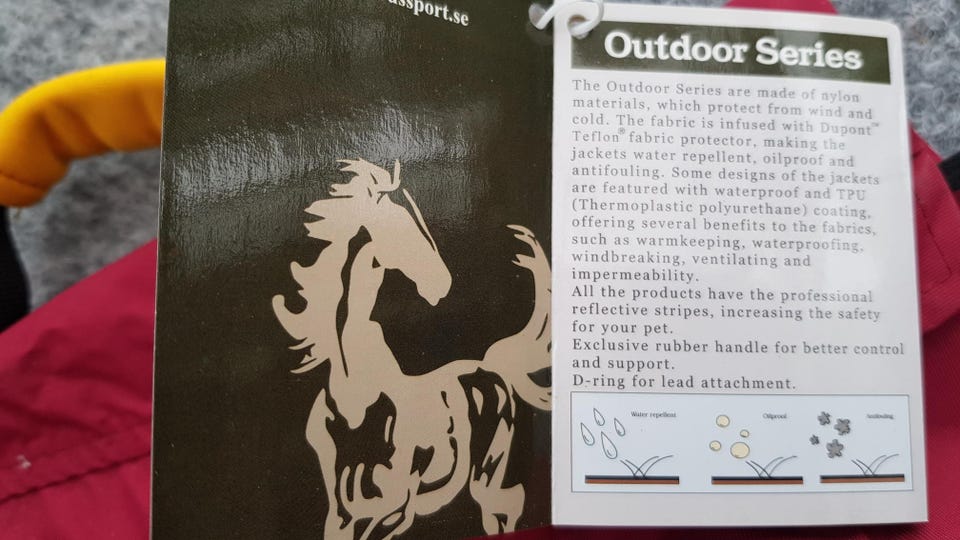 ssport.se
Outdoor Series
The Outdoor Series are made of nylon
materials, which protect from wind and
cold. The fabric is infused with Dupont™
Teflon® fabric protector, making the
jackets water repellent, oilproof and
antifouling. Some designs of the jackets
are featured with waterproof and TPU
(Thermoplastic polyurethane) coating,
offering several benefits to the fabrics,
such as warmkeeping, waterproofing,
windbreaking, ventilating and
impermeability.
All the products have the professional
reflective stripes, increasing the safety
for your pet.
Exclusive rubber handle for better control
and support.
D-ring for lead attachment.
Water repellent
Oilproof